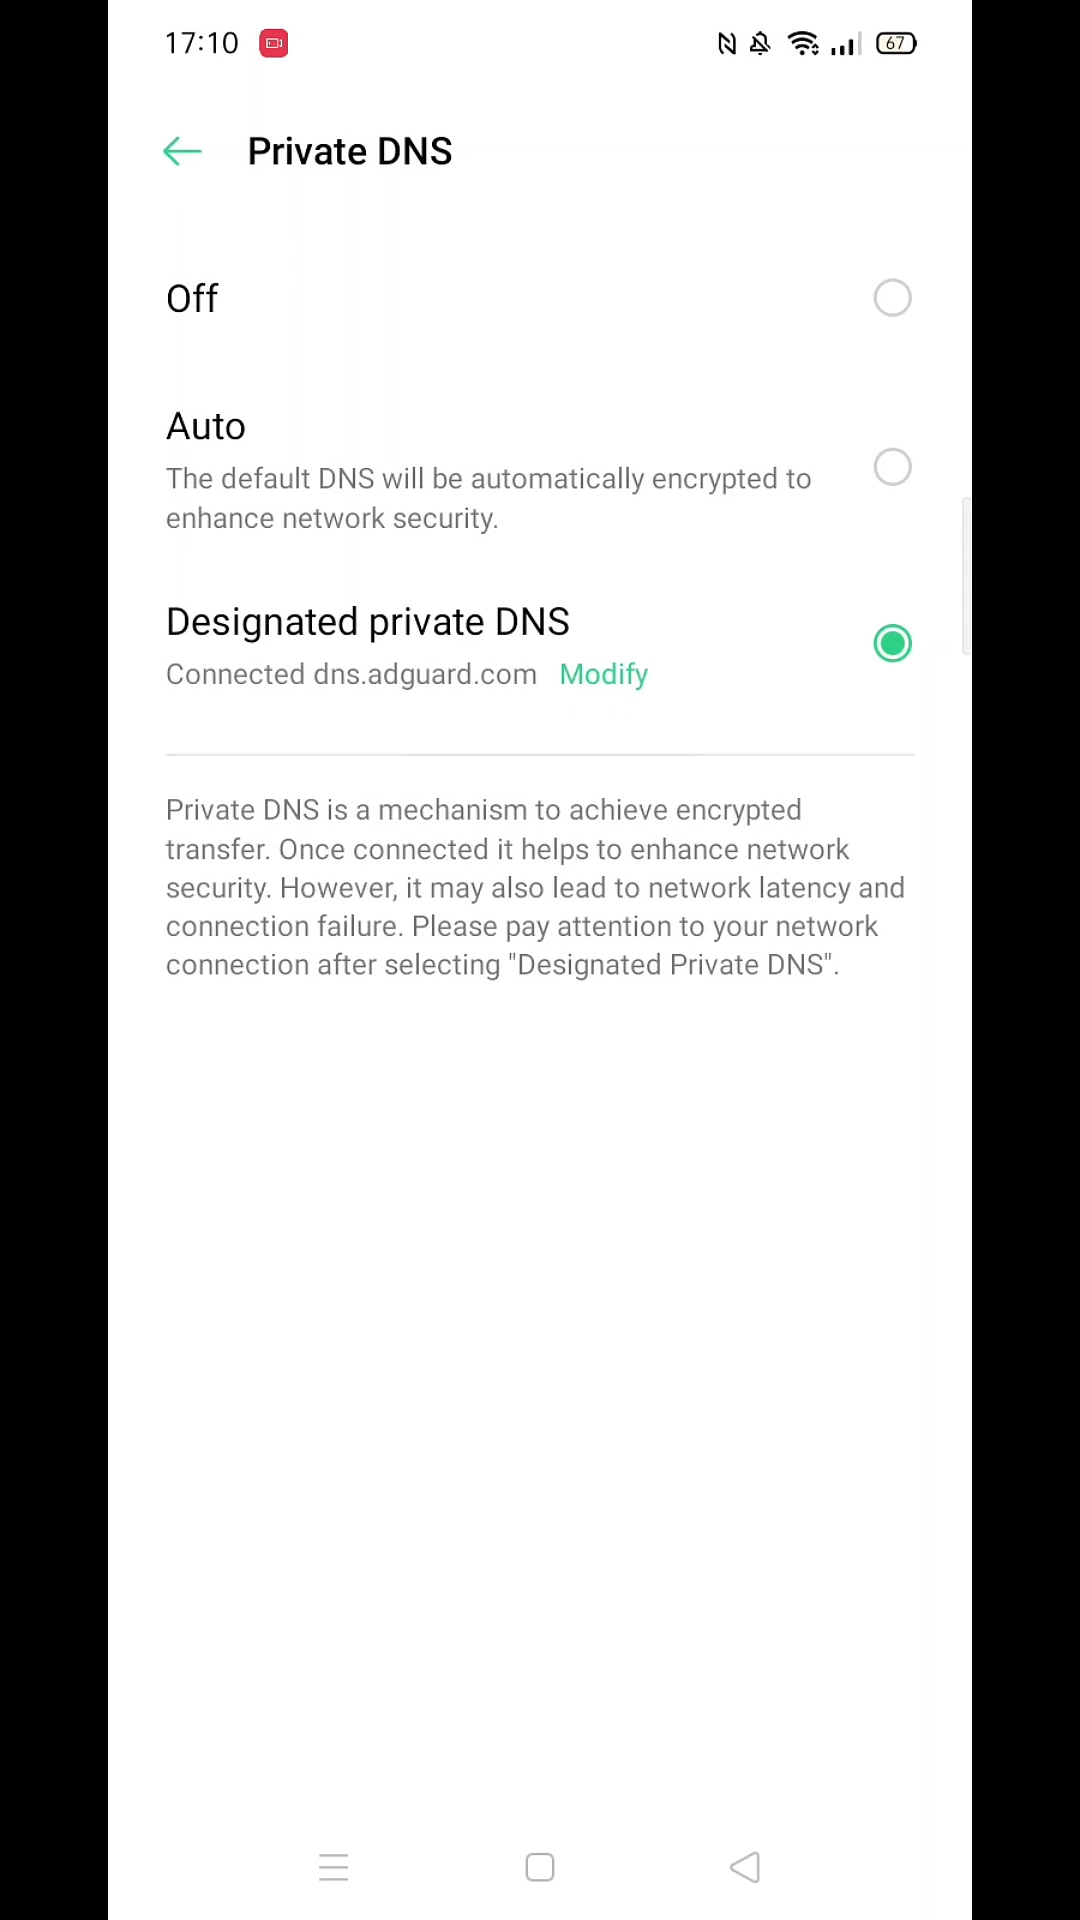 17:10
67
Private DNS
Off
Auto
The default DNS will be automatically encrypted to
enhance network security.
Designated private DNS
Connected dns.adguard.com Modify
Private DNS is a mechanism to achieve encrypted
transfer. Once connected it helps to enhance network
security. However, it may also lead to network latency and
connection failure. Please pay attention to your network
connection after selecting "Designated Private DNS".